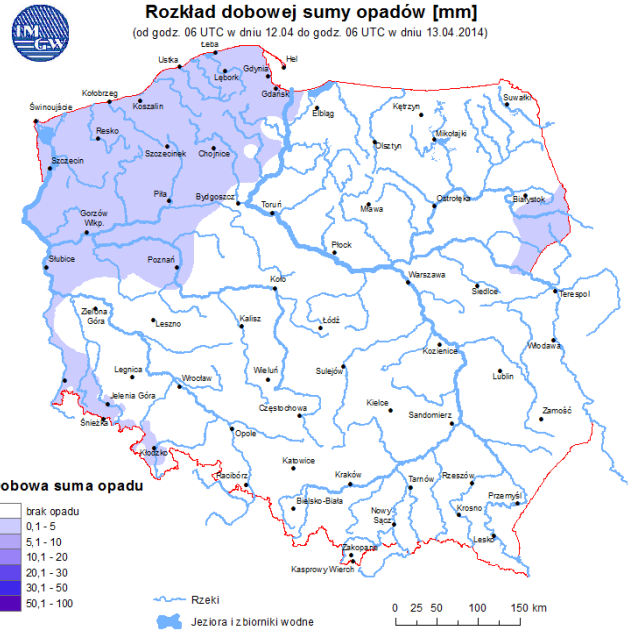 IM
GW
Rozkład dobowej sumy opadów [mm]
(od godz. 06 UTC w dniu 12.04 do godz. 06 UTC w dniu 13.04.2014)
Łeba
Ustka
Hel
Gdynia
Lębork
Suwałki
Kołobrzeg
Gdańsk
Koszalin
Kętrzyn
Świnoujście
Elbląg
Resko
Mikołajki
Olsztyn
Szczecinek
Chojnice
Szczecin
Piła
Bydgoszcz
Białystok
Toruń
Ostrołęka
Mława
Gorzów
Wlkp.
Płock
Słubice
Poznań
Warszawa
Koło
Siedlce
Terespol
Zielona
Góra
Leszno
Kalisz
Łódź
Włodawa
Kozienice
Legnica
Wrocław
Wieluń
Sulejów
Lublin
Jelenia Góra
Kielce
Częstochowa
Sandomierz
Zamość
Śnieżka
Opole
Kłodzko
Katowice
Racibórz
Kraków
Tarnów
Rzeszów
obowa suma opadu
Bielsko-Biała
Przemyśl
Nowy
Sącz
Krosno
Lesko
Zakopane
Kasprowy Wierch
brak opadu
0,1 - 5
5,1 - 10
10,1 - 20
20,1 - 30
30,1 - 50
50,1 - 100
Rzeki
Jeziora i zbiorniki wodne
0 25 50 100 150 km